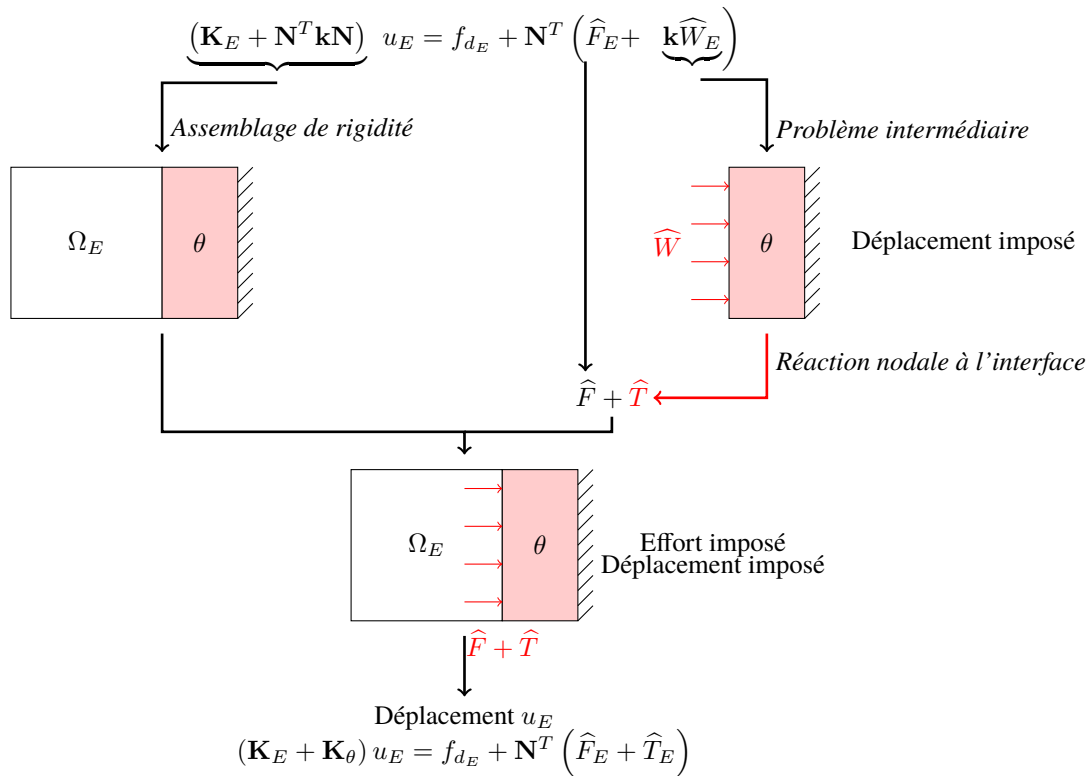 (K_E + N^T kN) u_E = f_{d_E} + N^T (F̂_E + kŴ_E)
Assemblage de rigidité
Problème intermédiaire
Ω_E
θ
Ŵ
θ
Déplacement imposé
Réaction nodale à l'interface
F̂ + T̂
Ω_E
θ
Effort imposé
Déplacement imposé
F̂ + T̂
Déplacement u_E
(K_E + K_θ) u_E = f_{d_E} + N^T (F̂_E + T̂_E)